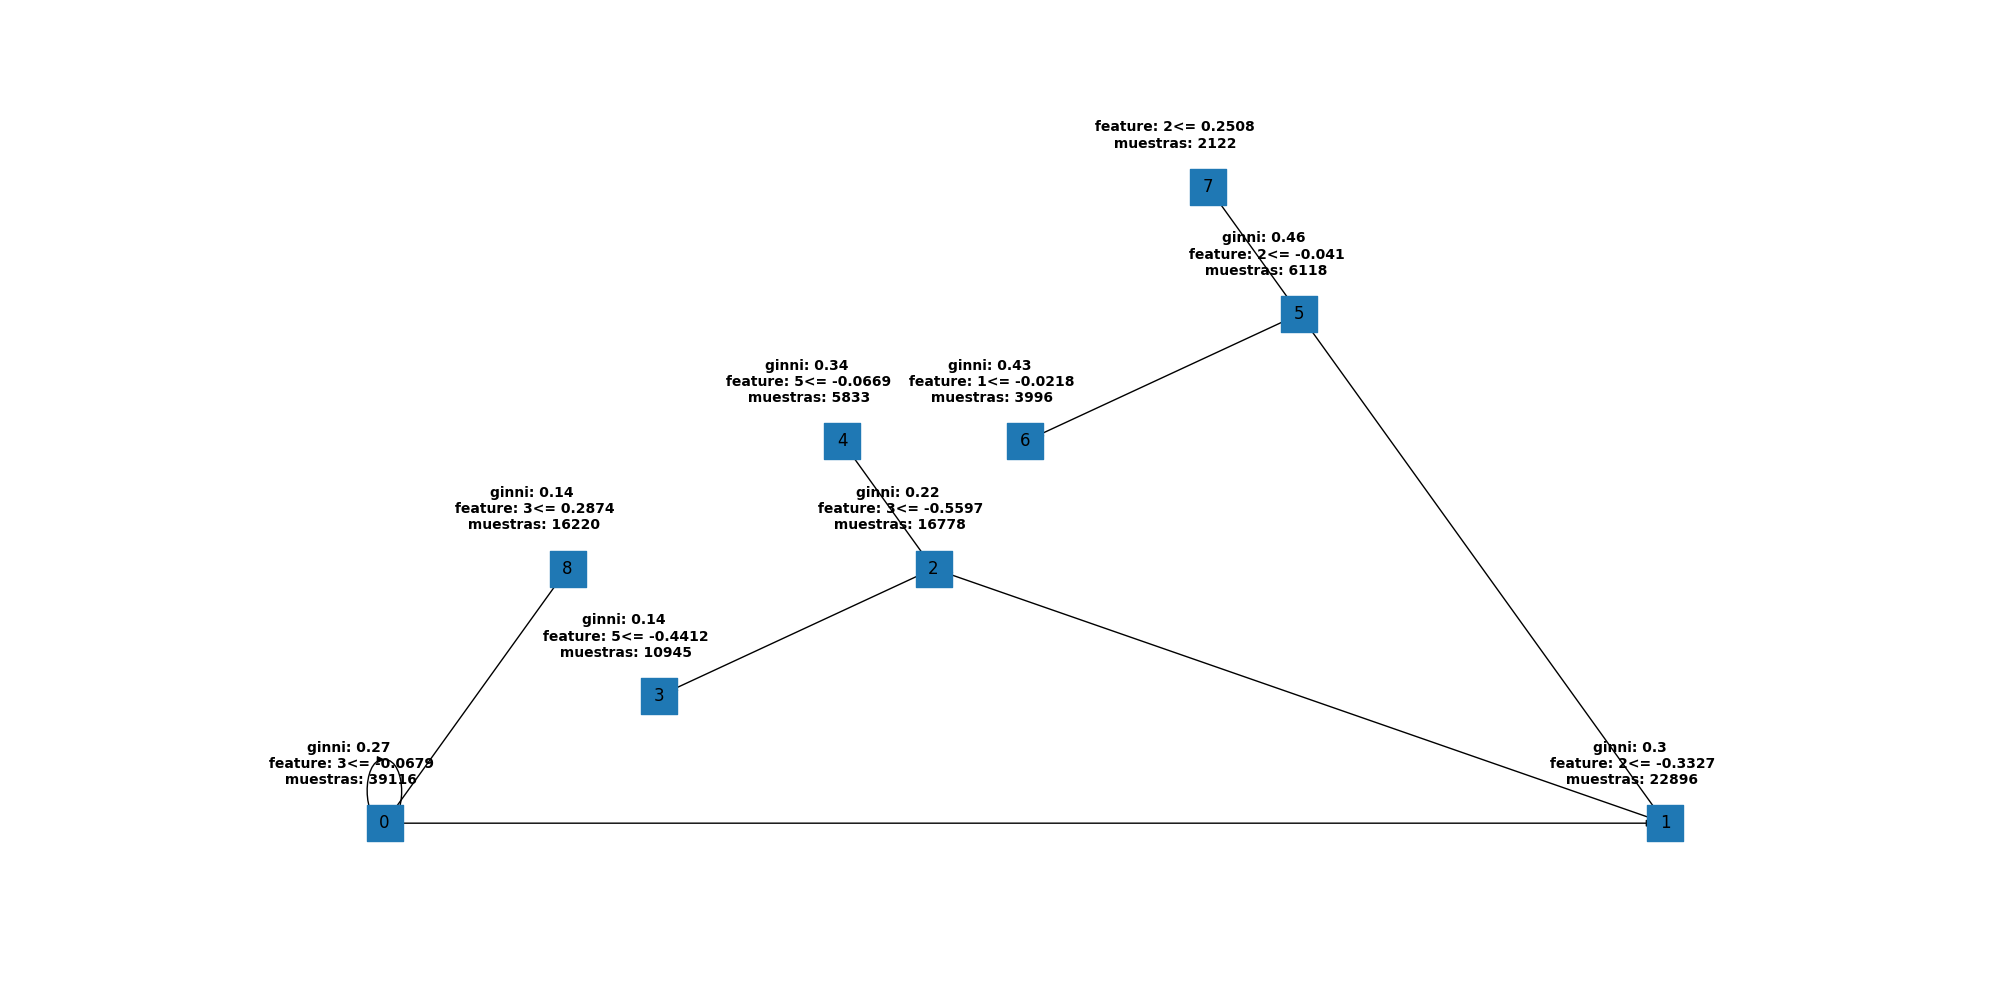 feature: 2<= 0.2508
muestras: 2122
7
ginni: 0.46
feature: 2<= -0.041
muestras: 6118
5
ginni: 0.34
feature: 5<= -0.0669
muestras: 5833
4
ginni: 0.43
feature: 1<= -0.0218
muestras: 3996
6
ginni: 0.14
feature: 3<= 0.2874
muestras: 16220
8
ginni: 0.22
feature: 3<= -0.5597
muestras: 16778
2
ginni: 0.14
feature: 5<= -0.4412
muestras: 10945
3
ginni: 0.27
feature: 3<= -0.0679
muestras: 39116
0
ginni: 0.3
feature: 2<= -0.3327
muestras: 22896
1